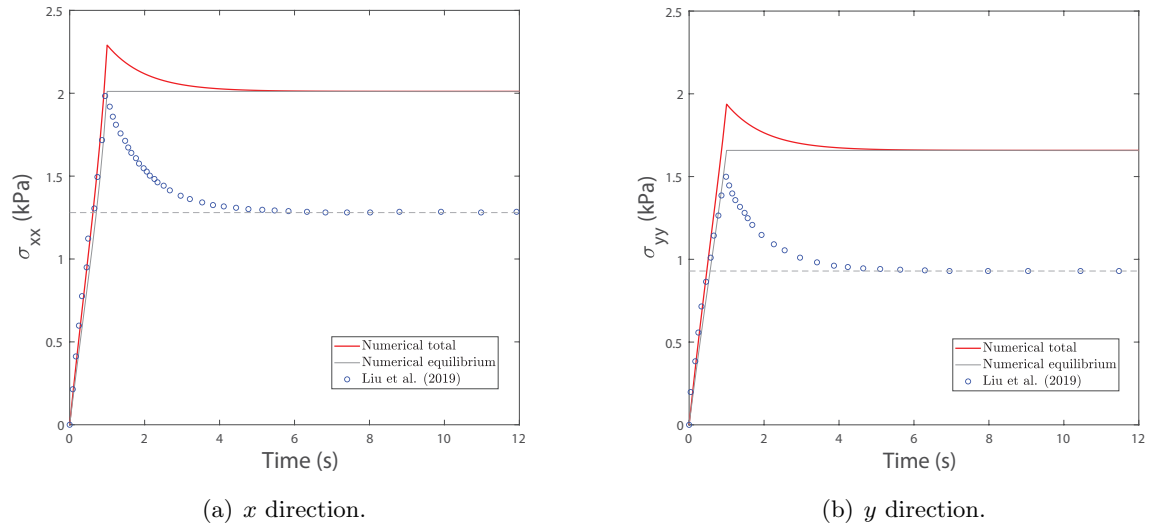 2.5
2
1.5
1
0.5
0
σxx (kPa)
0 2 4 6 8 10 12
Time (s)
Numerical total
Numerical equilibrium
Liu et al. (2019)
(a) x direction.
2.5
2
1.5
1
0.5
0
σyy (kPa)
0 2 4 6 8 10 12
Time (s)
Numerical total
Numerical equilibrium
Liu et al. (2019)
(b) y direction.